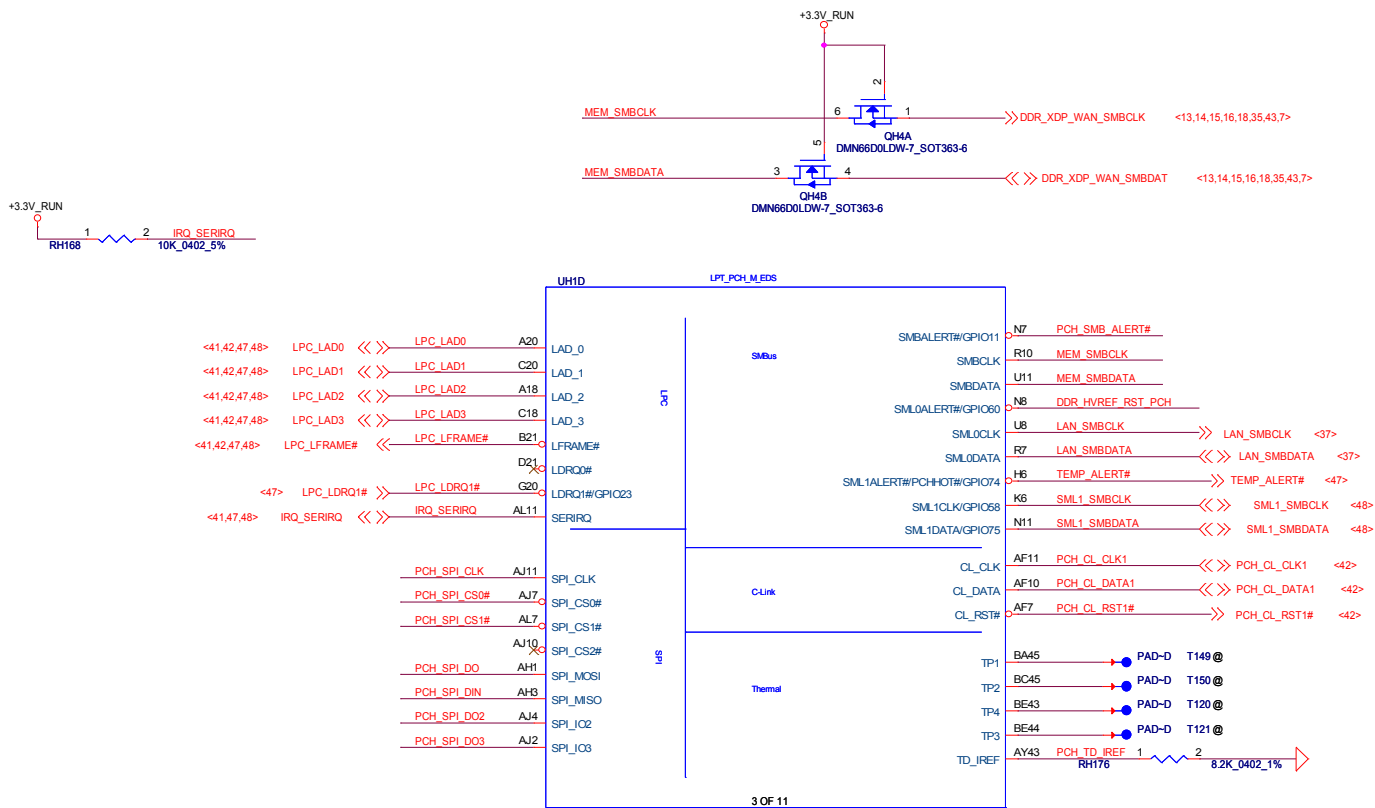 +3.3V_RUN
2
MEM_SMBCLK 6 1 DDR_XDP_WAN_SMBCLK <13,14,15,16,18,35,43,7>
QH4A
DMN66D0LDW-7_SOT363-6
5
MEM_SMBDATA 3 4 DDR_XDP_WAN_SMBDAT <13,14,15,16,18,35,43,7>
QH4B
DMN66D0LDW-7_SOT363-6
+3.3V_RUN
1 2 IRQ_SERIRQ
RH168 10K_0402_5%
UH1D LPT_PCH_M_EDS
<41,42,47,48> LPC_LAD0 LPC_LAD0 A20 LAD_0
<41,42,47,48> LPC_LAD1 LPC_LAD1 C20 LAD_1
<41,42,47,48> LPC_LAD2 LPC_LAD2 A18 LAD_2
<41,42,47,48> LPC_LAD3 LPC_LAD3 C18 LAD_3
<41,42,47,48> LPC_LFRAME# LPC_LFRAME# B21 LFRAME#
D21 LDRQ0#
<47> LPC_LDRQ1# LPC_LDRQ1# G20 LDRQ1#/GPIO23
<41,47,48> IRQ_SERIRQ IRQ_SERIRQ AL11 SERIRQ
LPC
PCH_SPI_CLK AJ11 SPI_CLK
PCH_SPI_CS0# AJ7 SPI_CS0#
PCH_SPI_CS1# AL7 SPI_CS1#
AJ10 SPI_CS2#
PCH_SPI_DO AH1 SPI_MOSI
PCH_SPI_DIN AH3 SPI_MISO
PCH_SPI_DO2 AJ4 SPI_IO2
PCH_SPI_DO3 AJ2 SPI_IO3
SPI
SMBus
SMBALERT#/GPIO11 N7 PCH_SMB_ALERT#
SMBCLK R10 MEM_SMBCLK
SMBDATA U11 MEM_SMBDATA
SML0ALERT#/GPIO60 N8 DDR_HVREF_RST_PCH
SML0CLK U8 LAN_SMBCLK LAN_SMBCLK <37>
SML0DATA R7 LAN_SMBDATA LAN_SMBDATA <37>
SML1ALERT#/PCHHOT#/GPIO74 H6 TEMP_ALERT# TEMP_ALERT# <47>
SML1CLK/GPIO58 K6 SML1_SMBCLK SML1_SMBCLK <48>
SML1DATA/GPIO75 N11 SML1_SMBDATA SML1_SMBDATA <48>
C-Link
CL_CLK AF11 PCH_CL_CLK1 PCH_CL_CLK1 <42>
CL_DATA AF10 PCH_CL_DATA1 PCH_CL_DATA1 <42>
CL_RST# AF7 PCH_CL_RST1# PCH_CL_RST1# <42>
Thermal
TP1 BA45 PAD~D T149 @
TP2 BC45 PAD~D T150 @
TP4 BE43 PAD~D T120 @
TP3 BE44 PAD~D T121 @
TD_IREF AY43 PCH_TD_IREF 1 2
RH176 8.2K_0402_1%
3 OF 11